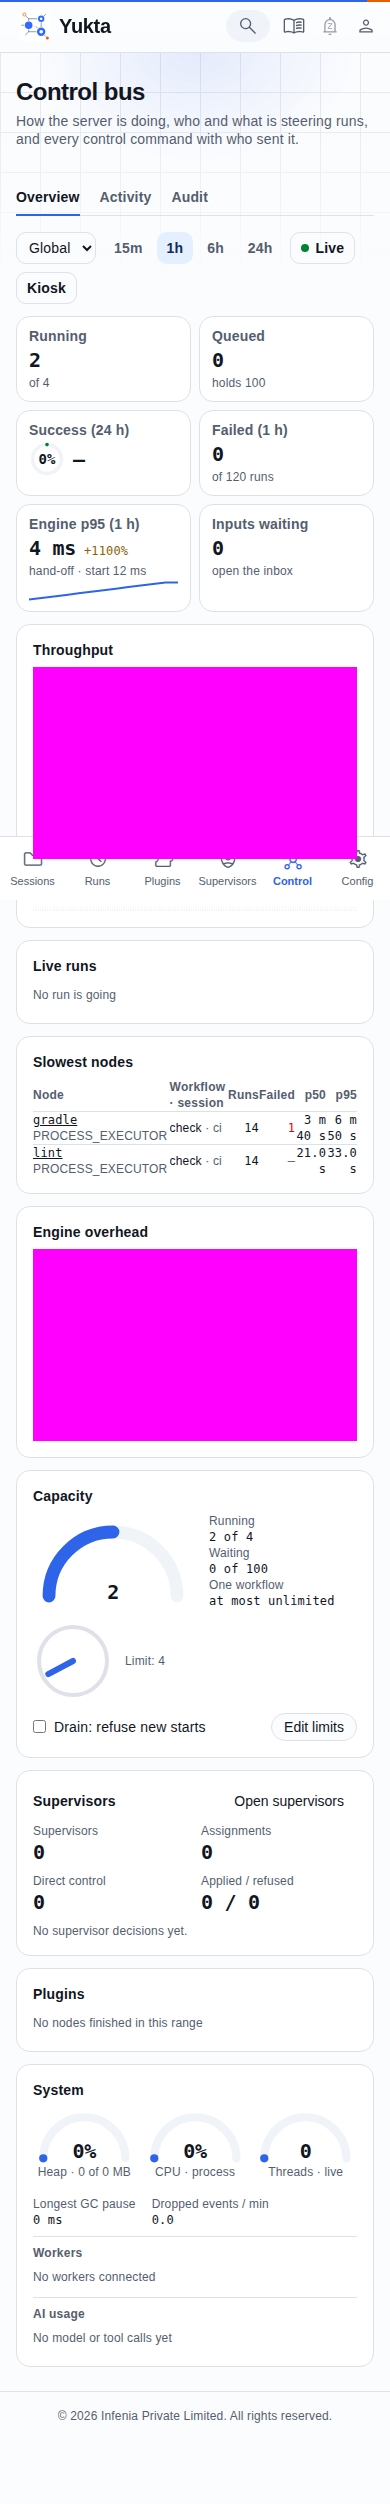 Yukta
Control bus
How the server is doing, who and what is steering runs,
and every control command with who sent it.
Overview Activity Audit
Global 15m 1h 6h 24h Live
Kiosk
Running Queued
2 0
of 4 holds 100
Success (24 h) Failed (1 h)
0% — 0
of 120 runs
Engine p95 (1 h) Inputs waiting
4 ms +1100% 0
hand-off · start 12 ms open the inbox
Throughput
Sessions Runs Plugins Supervisors Control Config
Live runs
No run is going
Slowest nodes
Node Workflow · session Runs Failed p50 p95
gradle PROCESS_EXECUTOR check · ci 14 1 3 m 40 s 6 m 50 s
lint PROCESS_EXECUTOR check · ci 14 — 21.0 s 33.0 s
Engine overhead
Capacity
2
Running
2 of 4
Waiting
0 of 100
One workflow
at most unlimited
Limit: 4
Drain: refuse new starts Edit limits
Supervisors Open supervisors
Supervisors Assignments
0 0
Direct control Applied / refused
0 0 / 0
No supervisor decisions yet.
Plugins
No nodes finished in this range
System
0% 0% 0
Heap · 0 of 0 MB CPU · process Threads · live
Longest GC pause Dropped events / min
0 ms 0.0
Workers
No workers connected
AI usage
No model or tool calls yet
© 2026 Infenia Private Limited. All rights reserved.